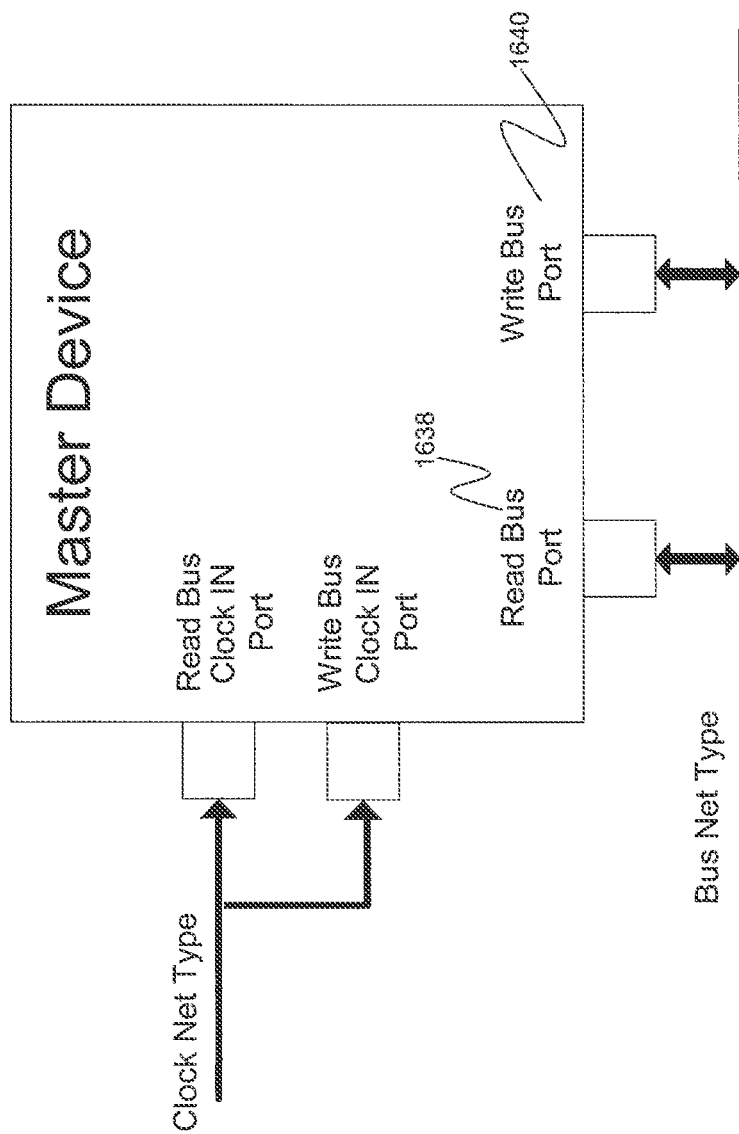 Master Device
Clock Net Type
Read Bus
Clock IN
Port
Write Bus
Clock IN
Port
1638
Read Bus
Port
1640
Write Bus
Port
Bus Net Type